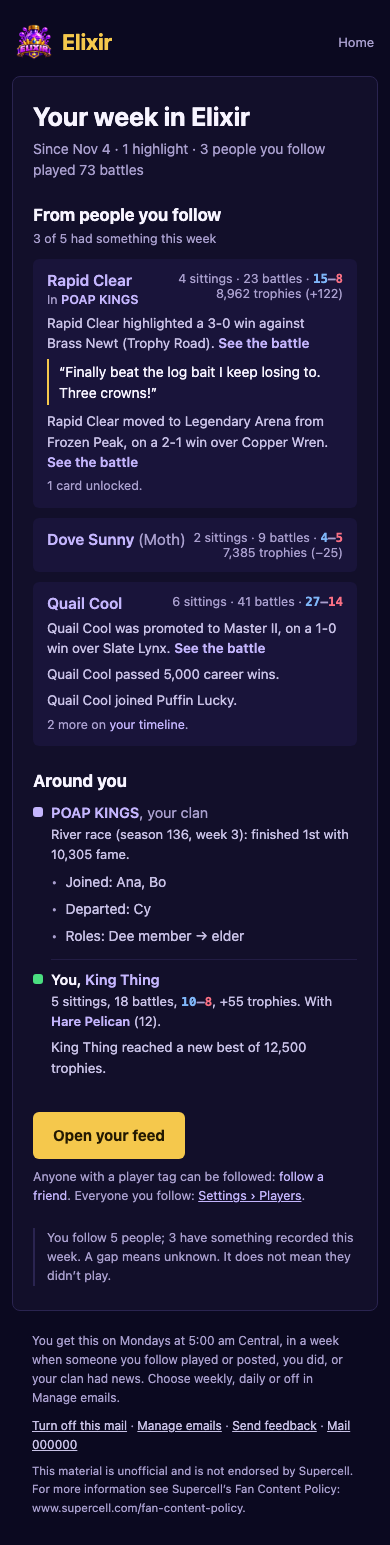 ELIXIR
Elixir
Home
Your week in Elixir
Since Nov 4 · 1 highlight · 3 people you follow
played 73 battles
From people you follow
3 of 5 had something this week
Rapid Clear
4 sittings · 23 battles · 15–8
In POAP KINGS
8,962 trophies (+122)
Rapid Clear highlighted a 3-0 win against
Brass Newt (Trophy Road). See the battle
“Finally beat the log bait I keep losing to.
Three crowns!”
Rapid Clear moved to Legendary Arena from
Frozen Peak, on a 2-1 win over Copper Wren.
See the battle
1 card unlocked.
Dove Sunny (Moth)
2 sittings · 9 battles · 4–5
7,385 trophies (−25)
Quail Cool
6 sittings · 41 battles · 27–14
Quail Cool was promoted to Master II, on a 1-0
win over Slate Lynx. See the battle
Quail Cool passed 5,000 career wins.
Quail Cool joined Puffin Lucky.
2 more on your timeline.
Around you
POAP KINGS, your clan
River race (season 136, week 3): finished 1st with
10,305 fame.
• Joined: Ana, Bo
• Departed: Cy
• Roles: Dee member → elder
You, King Thing
5 sittings, 18 battles, 10–8, +55 trophies. With
Hare Pelican (12).
King Thing reached a new best of 12,500
trophies.
Open your feed
Anyone with a player tag can be followed: follow a
friend. Everyone you follow: Settings › Players.
You follow 5 people; 3 have something recorded this
week. A gap means unknown. It does not mean they
didn’t play.
You get this on Mondays at 5:00 am Central, in a week
when someone you follow played or posted, you did, or
your clan had news. Choose weekly, daily or off in
Manage emails.
Turn off this mail · Manage emails · Send feedback · Mail
000000
This material is unofficial and is not endorsed by Supercell.
For more information see Supercell’s Fan Content Policy:
www.supercell.com/fan-content-policy.